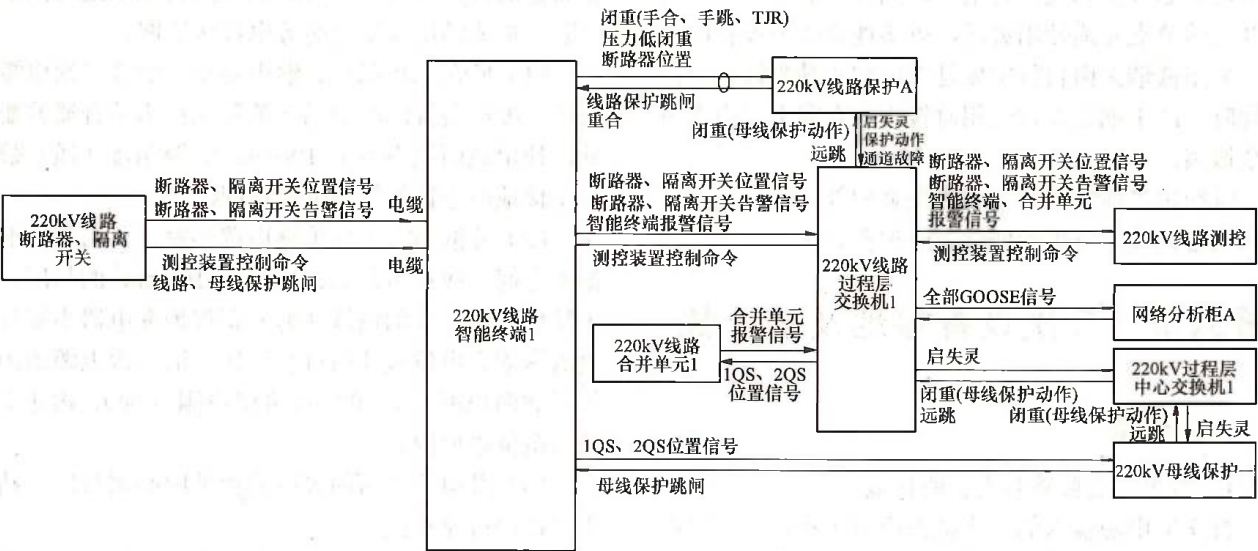 闭重(手合、手跳、TJR)
压力低闭重
断路器位置
线路保护跳闸
重合
220kV线路保护A
闭重(母线保护动作)
远跳
启失灵
保护动作
通道故障
220kV线路
断路器、隔离
开关
断路器、隔离开关位置信号
断路器、隔离开关告警信号
电缆
测控装置控制命令
线路、母线保护跳闸
电缆
220kV线路
智能终端1
断路器、隔离开关位置信号
断路器、隔离开关告警信号
智能终端报警信号
测控装置控制命令
220kV线路
过程层
交换机1
断路器、隔离开关位置信号
断路器、隔离开关告警信号
智能终端、合并单元
报警信号
测控装置控制命令
220kV线路测控
全部GOOSE信号
网络分析柜A
220kV线路
合并单元1
合并单元
报警信号
1QS、2QS
位置信号
启失灵
闭重(母线保护动作)
远跳
220kV过程层
中心交换机1
闭重(母线保护动作)
远跳
启失灵
1QS、2QS位置信号
母线保护跳闸
220kV母线保护一